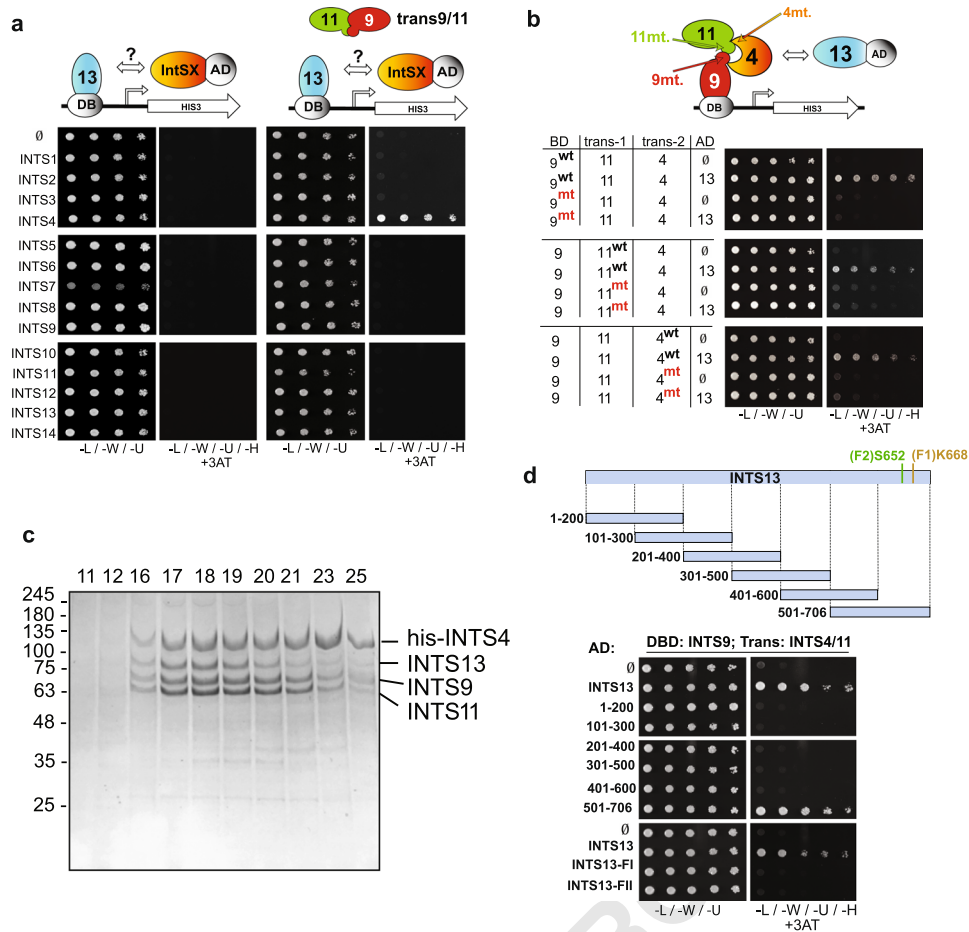 a
11 9 trans9/11
13 ? IntSX AD
DB HIS3
13 ? IntSX AD
DB HIS3
Ø
INTS1
INTS2
INTS3
INTS4
INTS5
INTS6
INTS7
INTS8
INTS9
INTS10
INTS11
INTS12
INTS13
INTS14
-L / -W / -U
-L / -W / -U / -H
+3AT
-L / -W / -U
-L / -W / -U / -H
+3AT
b
4mt.
11mt.
11 4 13 AD
9mt.
9
DB HIS3
BD trans-1 trans-2 AD
9wt 11 4 Ø
9wt 11 4 13
9mt 11 4 Ø
9mt 11 4 13
9 11wt 4 Ø
9 11wt 4 13
9 11mt 4 Ø
9 11mt 4 13
9 11 4wt Ø
9 11 4wt 13
9 11 4mt Ø
9 11 4mt 13
-L / -W / -U
-L / -W / -U / -H
+3AT
c
11 12 16 17 18 19 20 21 23 25
245
180
135
100
75
63
48
35
25
his-INTS4
INTS13
INTS9
INTS11
d
(F2)S652 (F1)K668
INTS13
1-200
101-300
201-400
301-500
401-600
501-706
AD: DBD: INTS9; Trans: INTS4/11
Ø
INTS13
1-200
101-300
201-400
301-500
401-600
501-706
Ø
INTS13
INTS13-FI
INTS13-FII
-L / -W / -U
-L / -W / -U / -H
+3AT